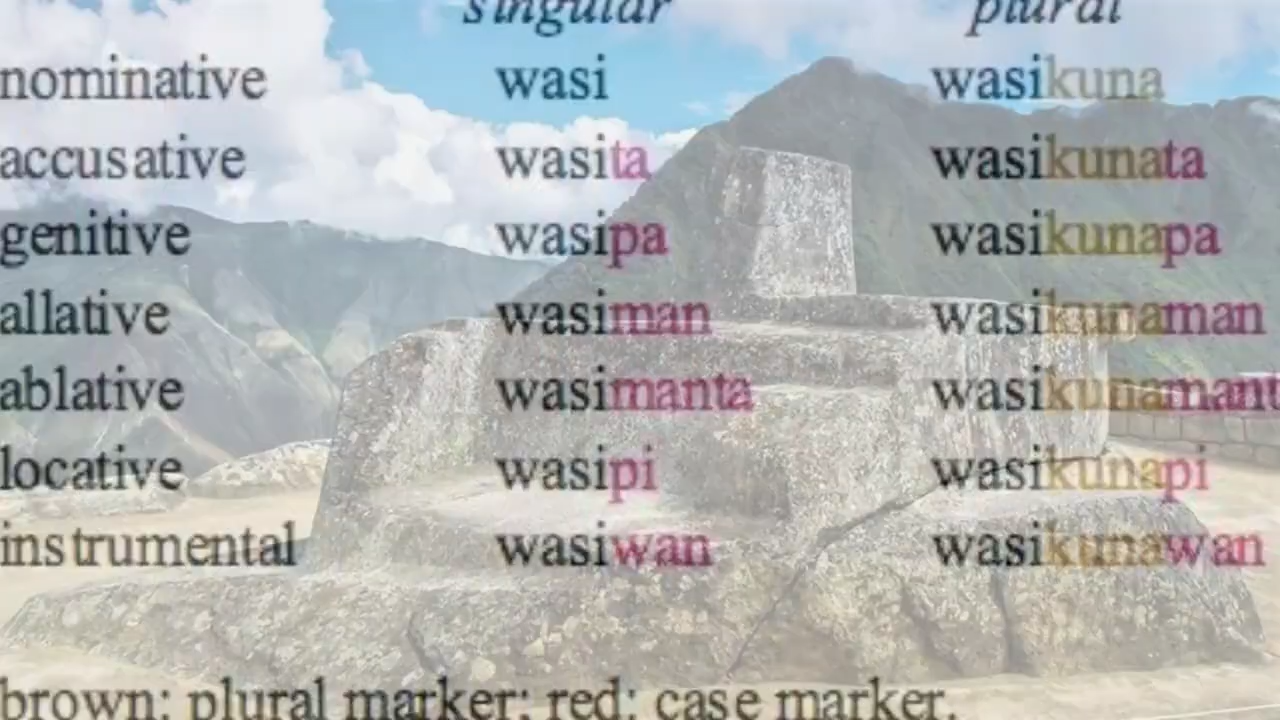 singular plural
nominative wasi wasikuna
accusative wasita wasikunata
genitive wasipa wasikunapa
allative wasiman wasikunaman
ablative wasimanta wasikunamant
locative wasipi wasikunapi
instrumental wasiwan wasikunawan
brown: plural marker; red: case marker.